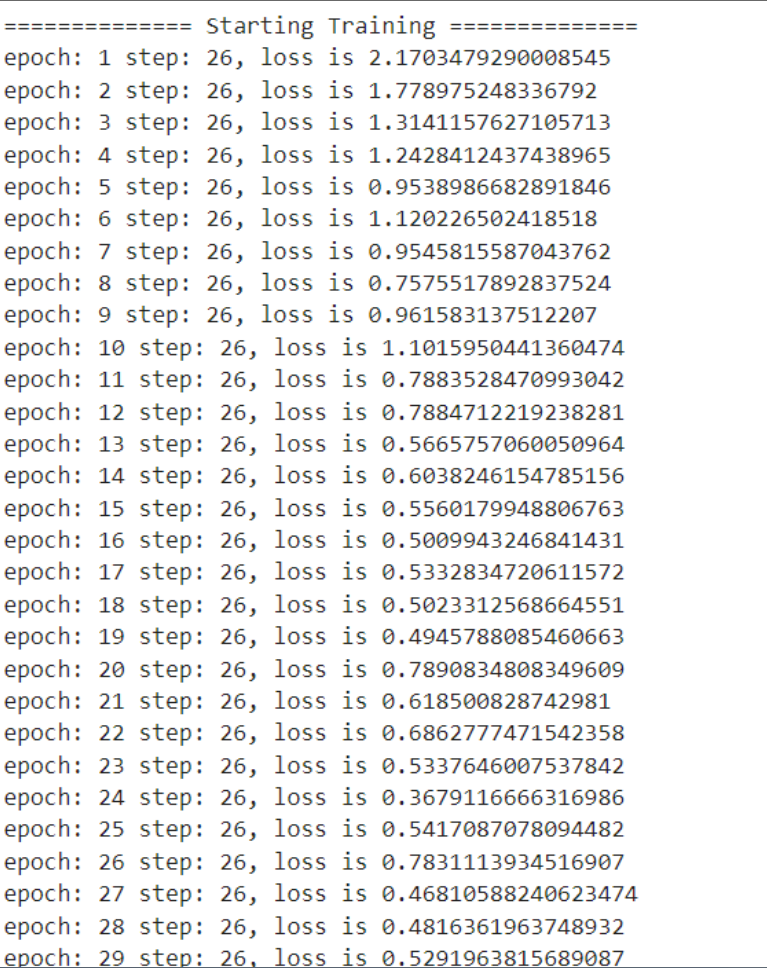 ============== Starting Training ==============
epoch: 1 step: 26, loss is 2.1703479290008545
epoch: 2 step: 26, loss is 1.778975248336792
epoch: 3 step: 26, loss is 1.3141157627105713
epoch: 4 step: 26, loss is 1.2428412437438965
epoch: 5 step: 26, loss is 0.9538986682891846
epoch: 6 step: 26, loss is 1.120226502418518
epoch: 7 step: 26, loss is 0.9545815587043762
epoch: 8 step: 26, loss is 0.7575517892837524
epoch: 9 step: 26, loss is 0.961583137512207
epoch: 10 step: 26, loss is 1.1015950441360474
epoch: 11 step: 26, loss is 0.7883528470993042
epoch: 12 step: 26, loss is 0.7884712219238281
epoch: 13 step: 26, loss is 0.5665757060050964
epoch: 14 step: 26, loss is 0.6038246154785156
epoch: 15 step: 26, loss is 0.5560179948806763
epoch: 16 step: 26, loss is 0.5009943246841431
epoch: 17 step: 26, loss is 0.5332834720611572
epoch: 18 step: 26, loss is 0.5023312568664551
epoch: 19 step: 26, loss is 0.4945788085460663
epoch: 20 step: 26, loss is 0.7890834808349609
epoch: 21 step: 26, loss is 0.618500828742981
epoch: 22 step: 26, loss is 0.6862777471542358
epoch: 23 step: 26, loss is 0.5337646007537842
epoch: 24 step: 26, loss is 0.3679116666316986
epoch: 25 step: 26, loss is 0.5417087078094482
epoch: 26 step: 26, loss is 0.7831113934516907
epoch: 27 step: 26, loss is 0.46810588240623474
epoch: 28 step: 26, loss is 0.4816361963748932
epoch: 29 step: 26, loss is 0.5291963815689087